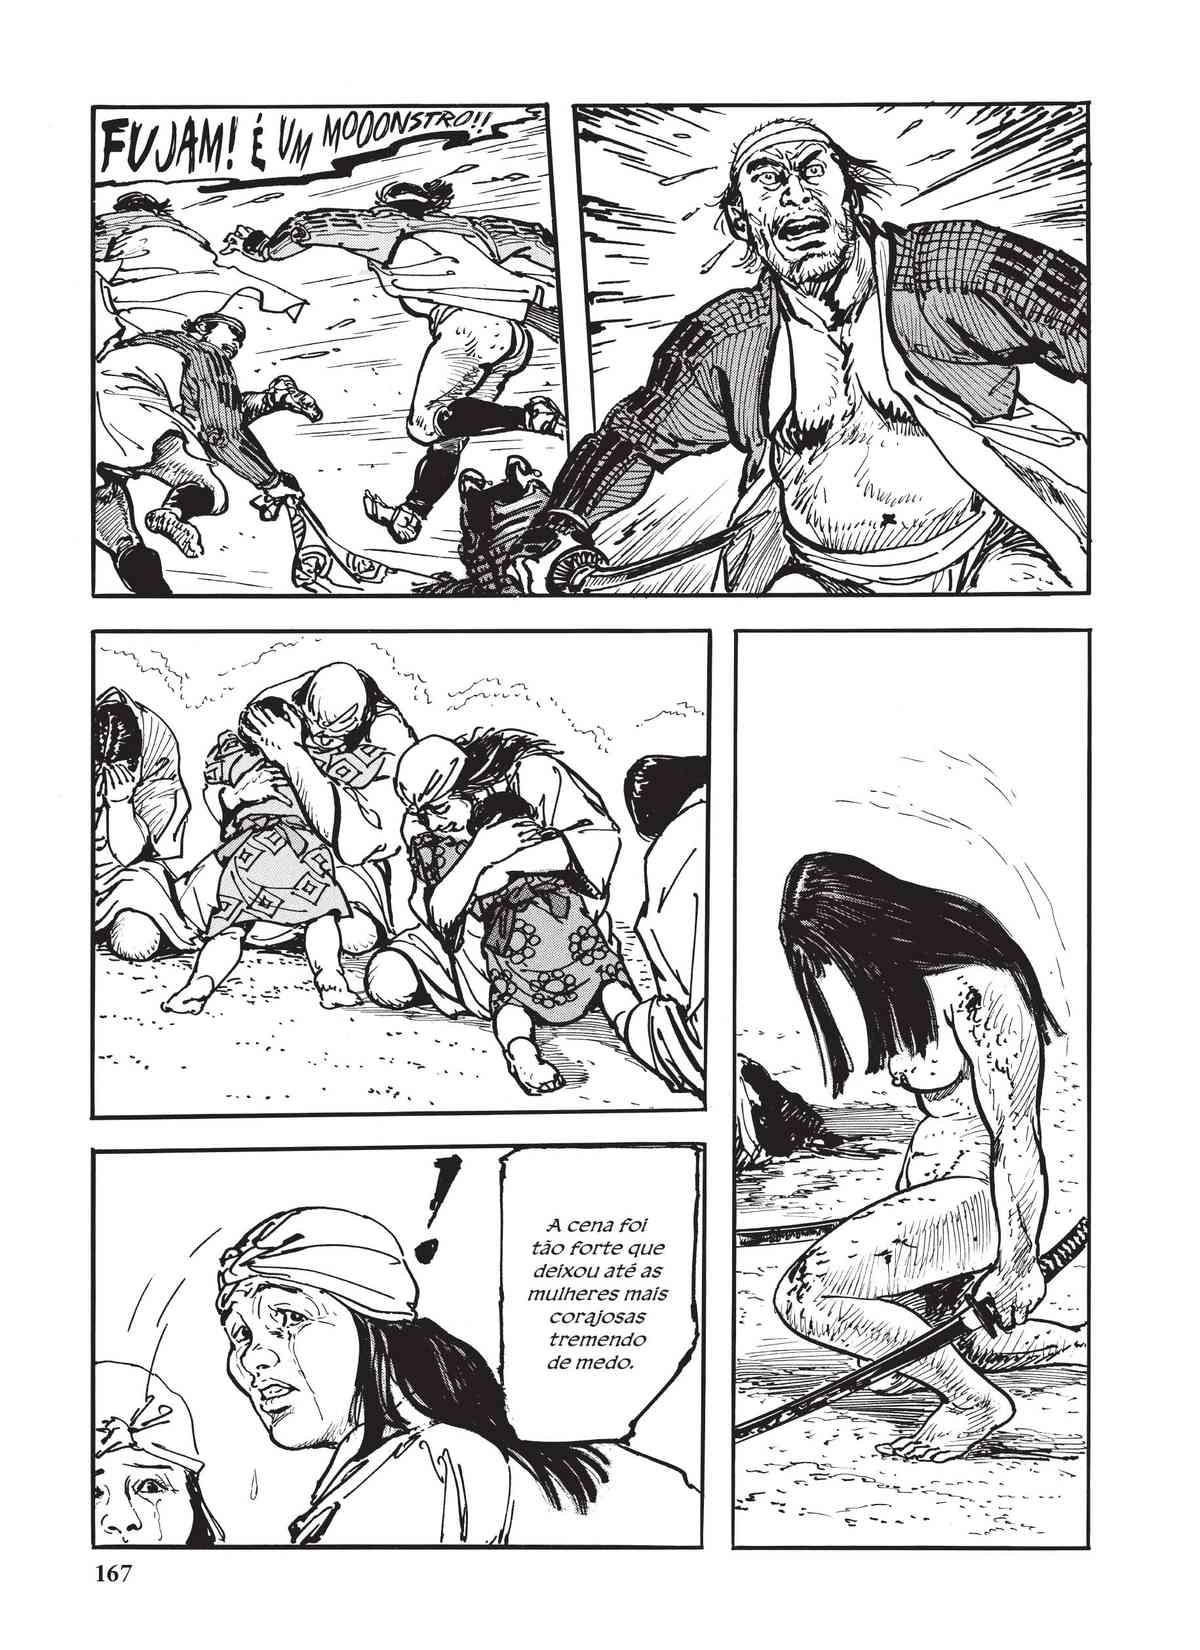 FUJAM! É UM MOOONSTRO!!
!
A cena foi
tão forte que
deixou até as
mulheres mais
corajosas
tremendo
de medo.
167